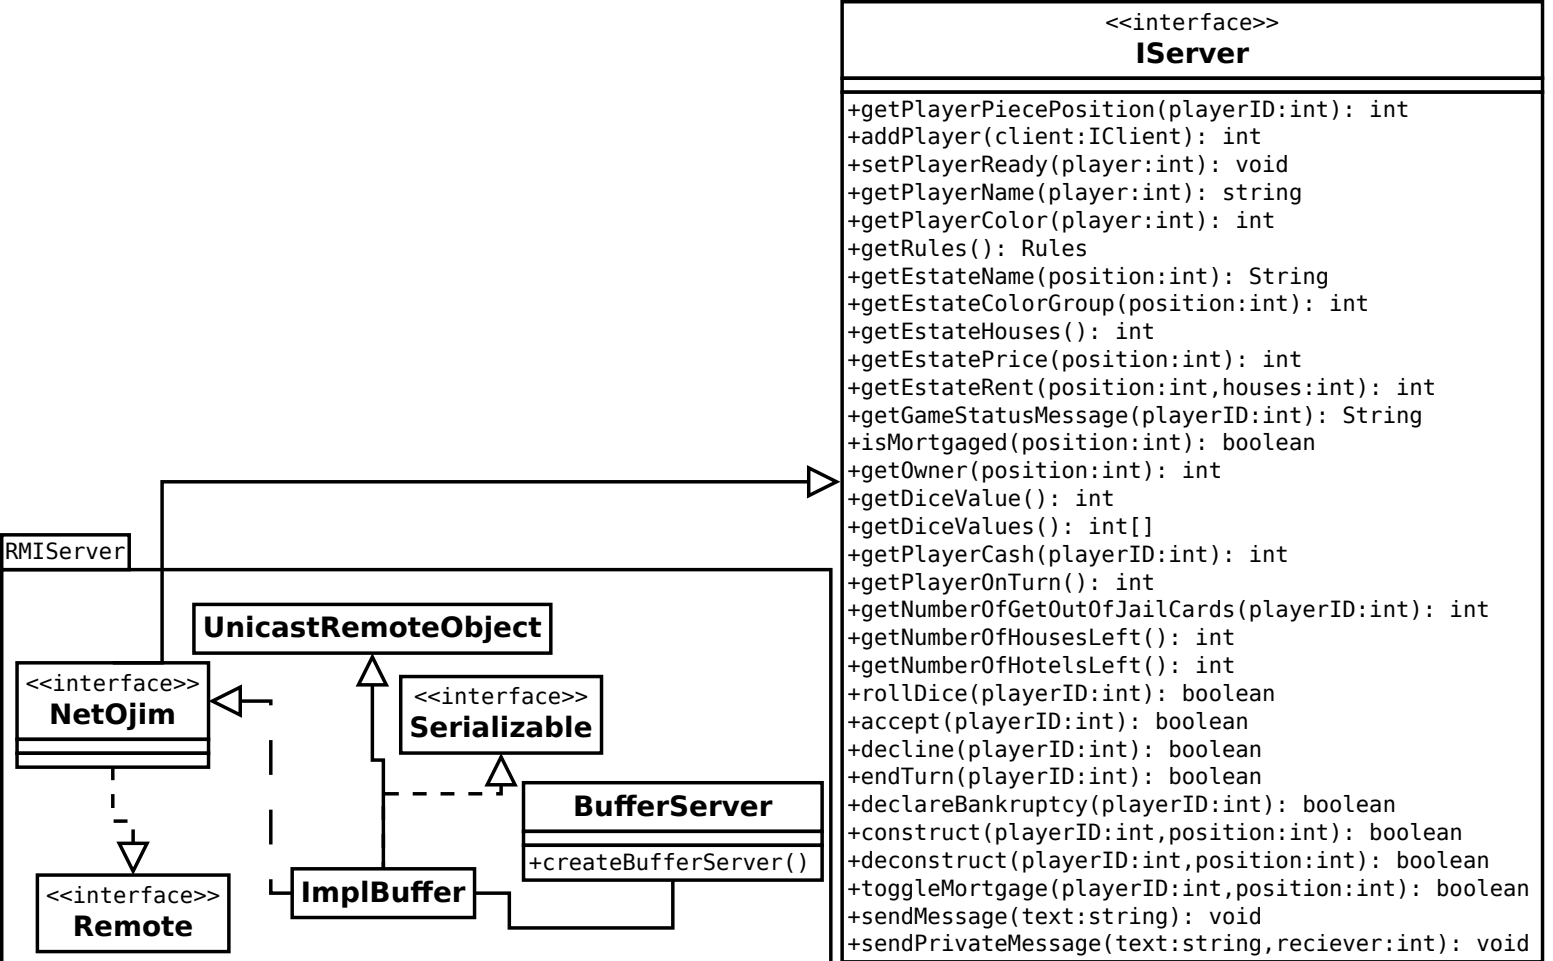 <<interface>>
IServer
+getPlayerPiecePosition(playerID:int): int
+addPlayer(client:IClient): int
+setPlayerReady(player:int): void
+getPlayerName(player:int): string
+getPlayerColor(player:int): int
+getRules(): Rules
+getEstateName(position:int): String
+getEstateColorGroup(position:int): int
+getEstateHouses(): int
+getEstatePrice(position:int): int
+getEstateRent(position:int,houses:int): int
+getGameStatusMessage(playerID:int): String
+isMortgaged(position:int): boolean
+getOwner(position:int): int
+getDiceValue(): int
+getDiceValues(): int[]
+getPlayerCash(playerID:int): int
+getPlayerOnTurn(): int
+getNumberOfGetOutOfJailCards(playerID:int): int
+getNumberOfHousesLeft(): int
+getNumberOfHotelsLeft(): int
+rollDice(playerID:int): boolean
+accept(playerID:int): boolean
+decline(playerID:int): boolean
+endTurn(playerID:int): boolean
+declareBankruptcy(playerID:int): boolean
+construct(playerID:int,position:int): boolean
+deconstruct(playerID:int,position:int): boolean
+toggleMortgage(playerID:int,position:int): boolean
+sendMessage(text:string): void
+sendPrivateMessage(text:string,reciever:int): void
RMIServer
UnicastRemoteObject
<<interface>>
NetOjim
<<interface>>
Serializable
BufferServer
+createBufferServer()
ImplBuffer
<<interface>>
Remote